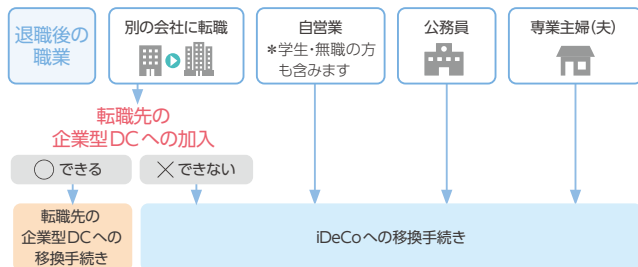 退職後の
職業
別の会社に転職
自営業
＊学生・無職の方
も含みます
公務員
専業主婦(夫)
転職先の
企業型DCへの加入
○ できる
× できない
転職先の
企業型DCへの
移換手続き
iDeCoへの移換手続き